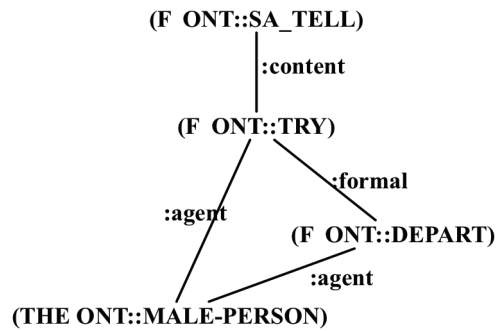 (F ONT::SA_TELL)
:content
(F ONT::TRY)
:formal
:agent
(F ONT::DEPART)
:agent
(THE ONT::MALE-PERSON)